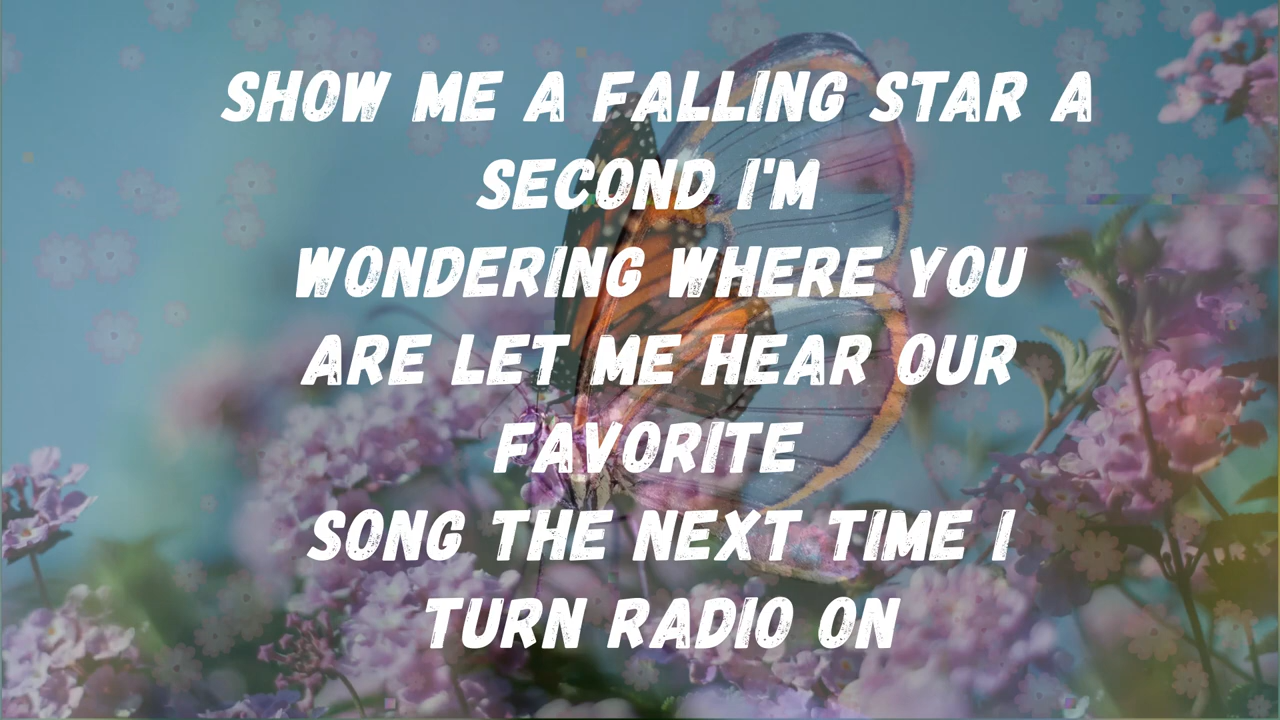 SHOW ME A FALLING STAR A
SECOND I'M
WONDERING WHERE YOU
ARE LET ME HEAR OUR
FAVORITE
SONG THE NEXT TIME I
TURN RADIO ON